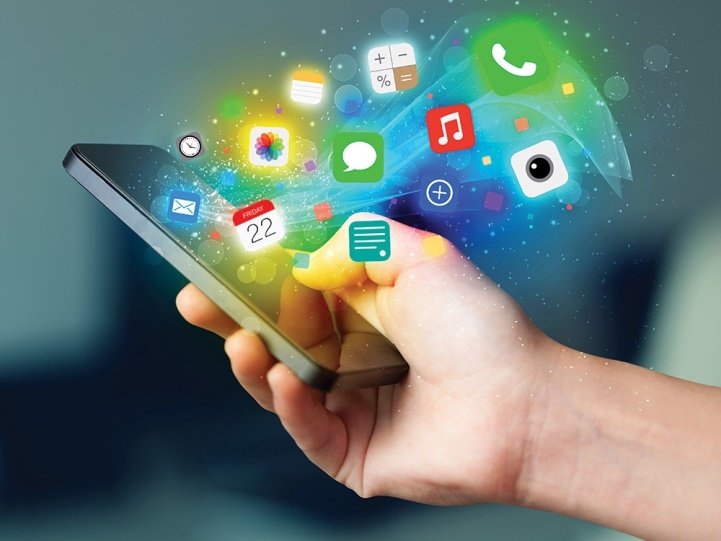 + −
% =
FRIDAY
22